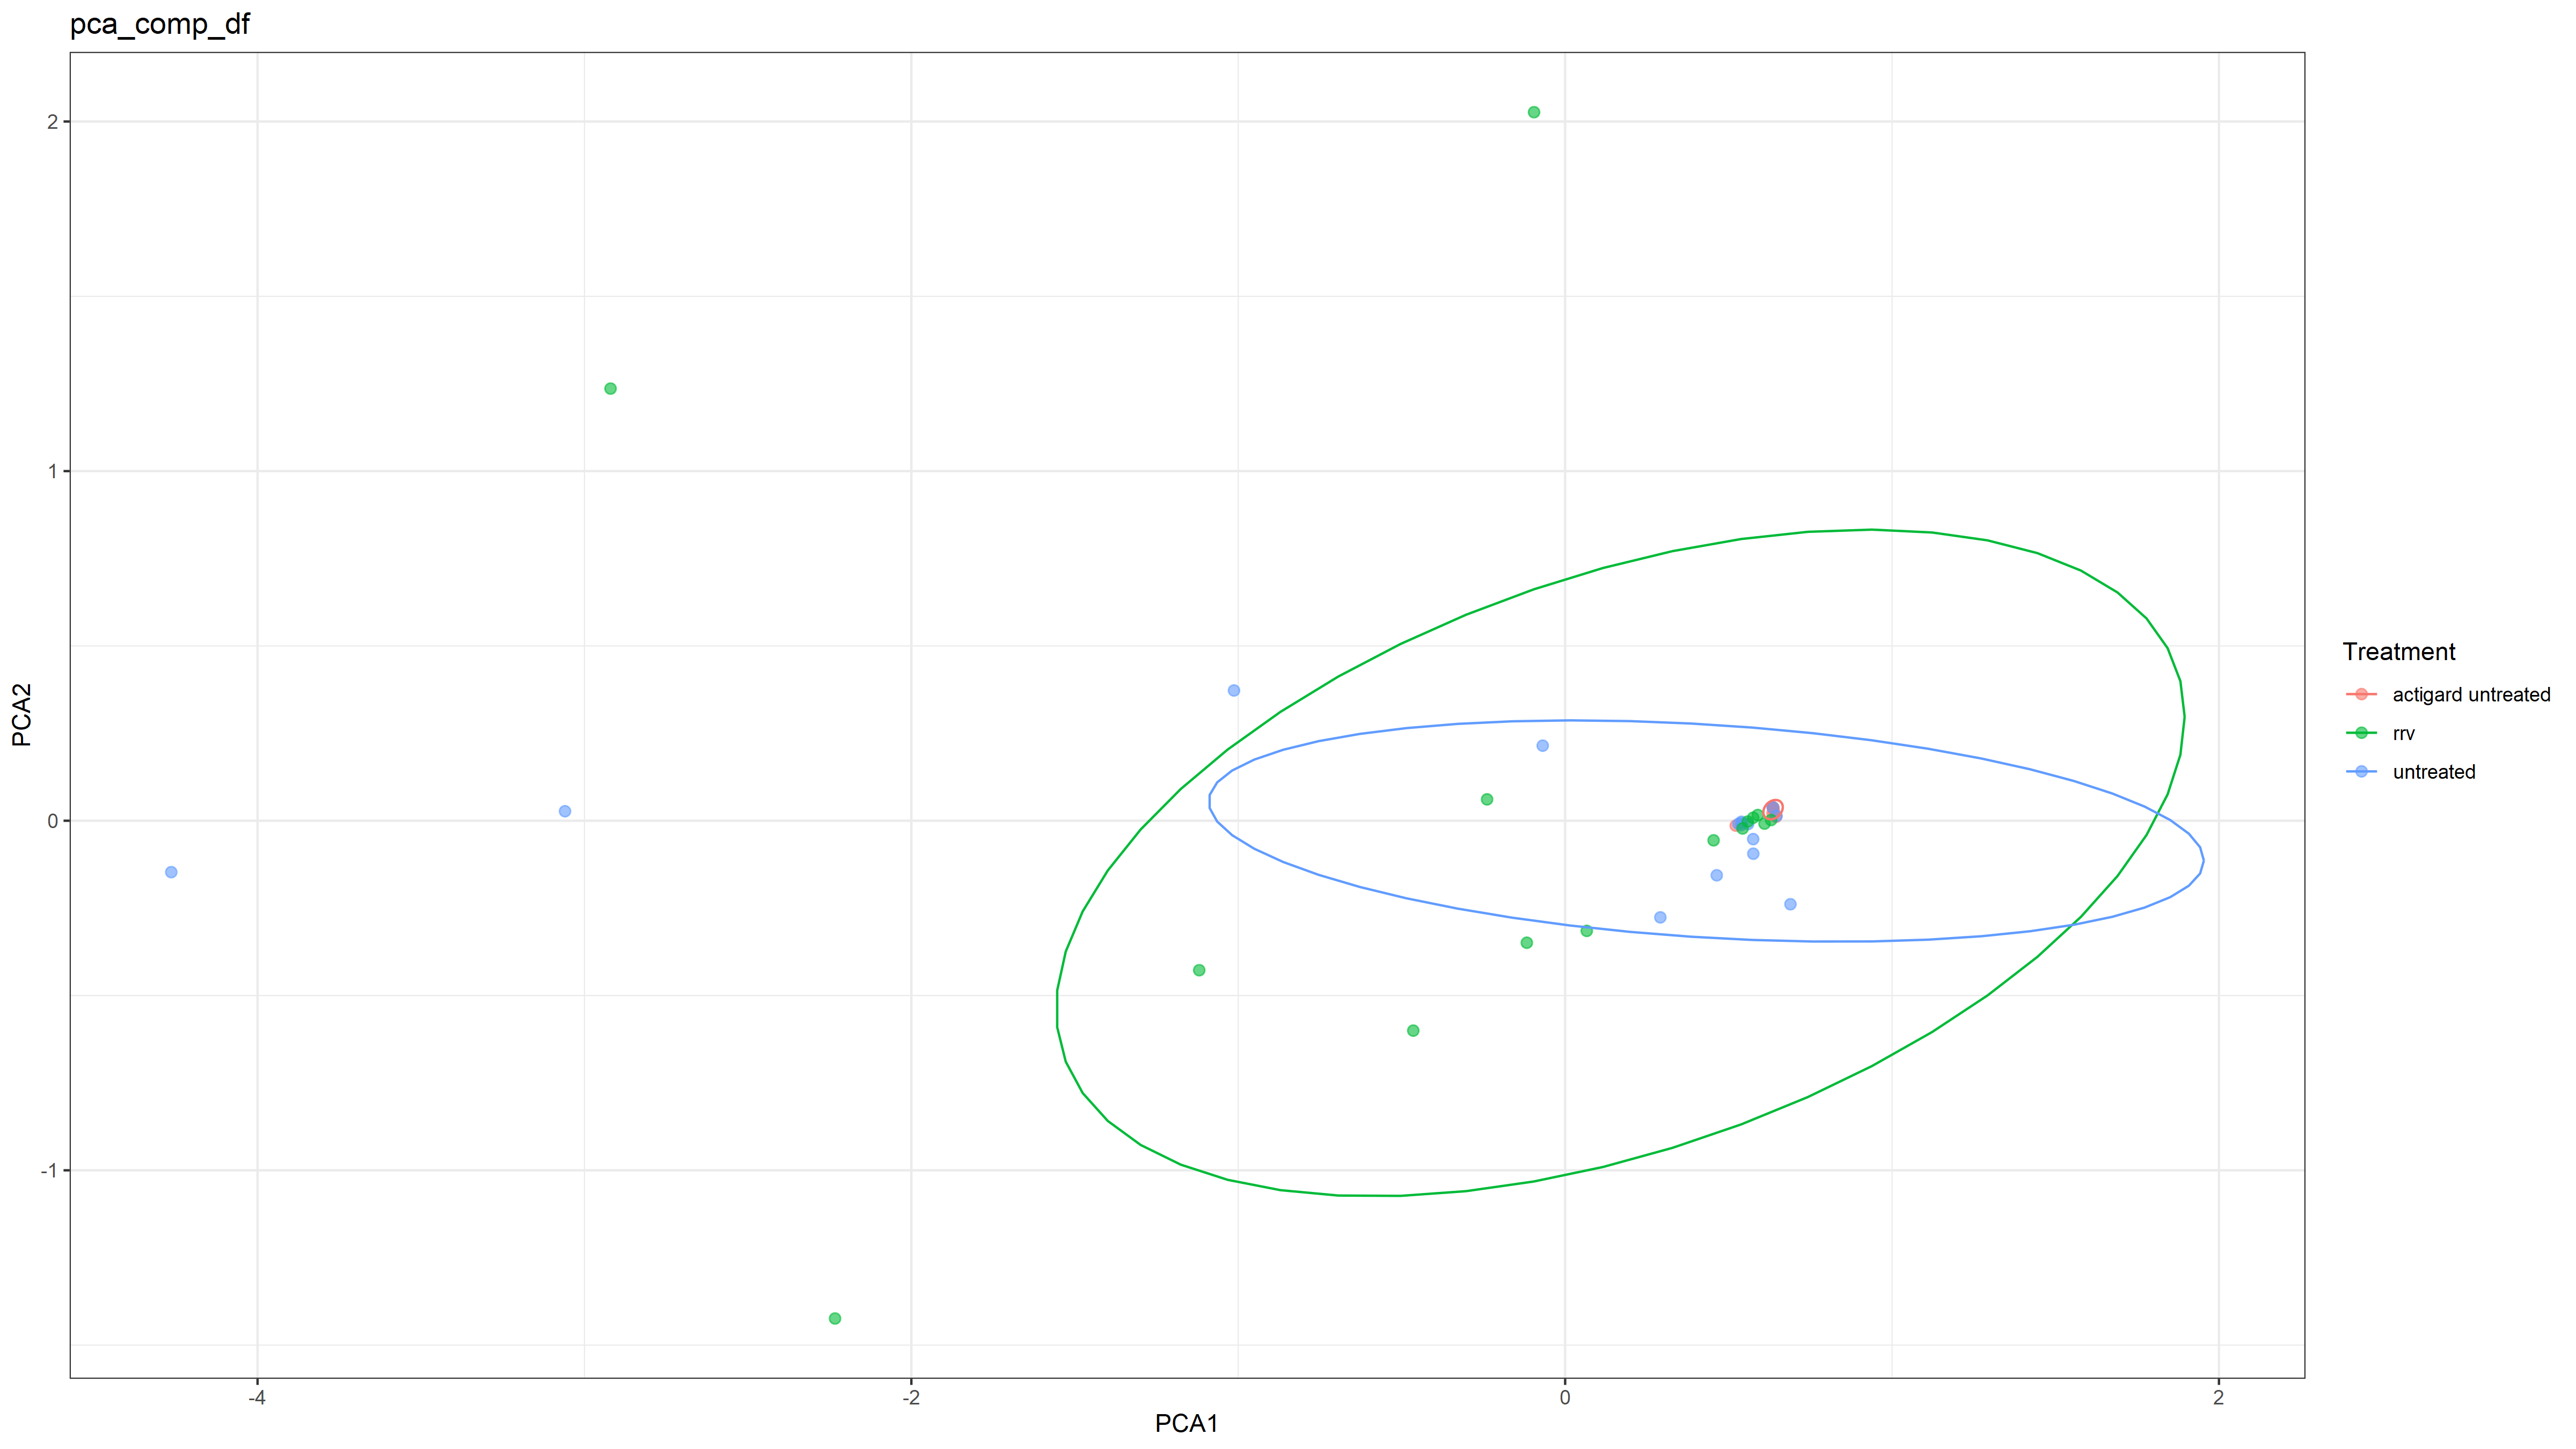 pca_comp_df
2
1
0
-1
PCA2
-4
-2
0
2
PCA1
Treatment
actigard untreated
rrv
untreated